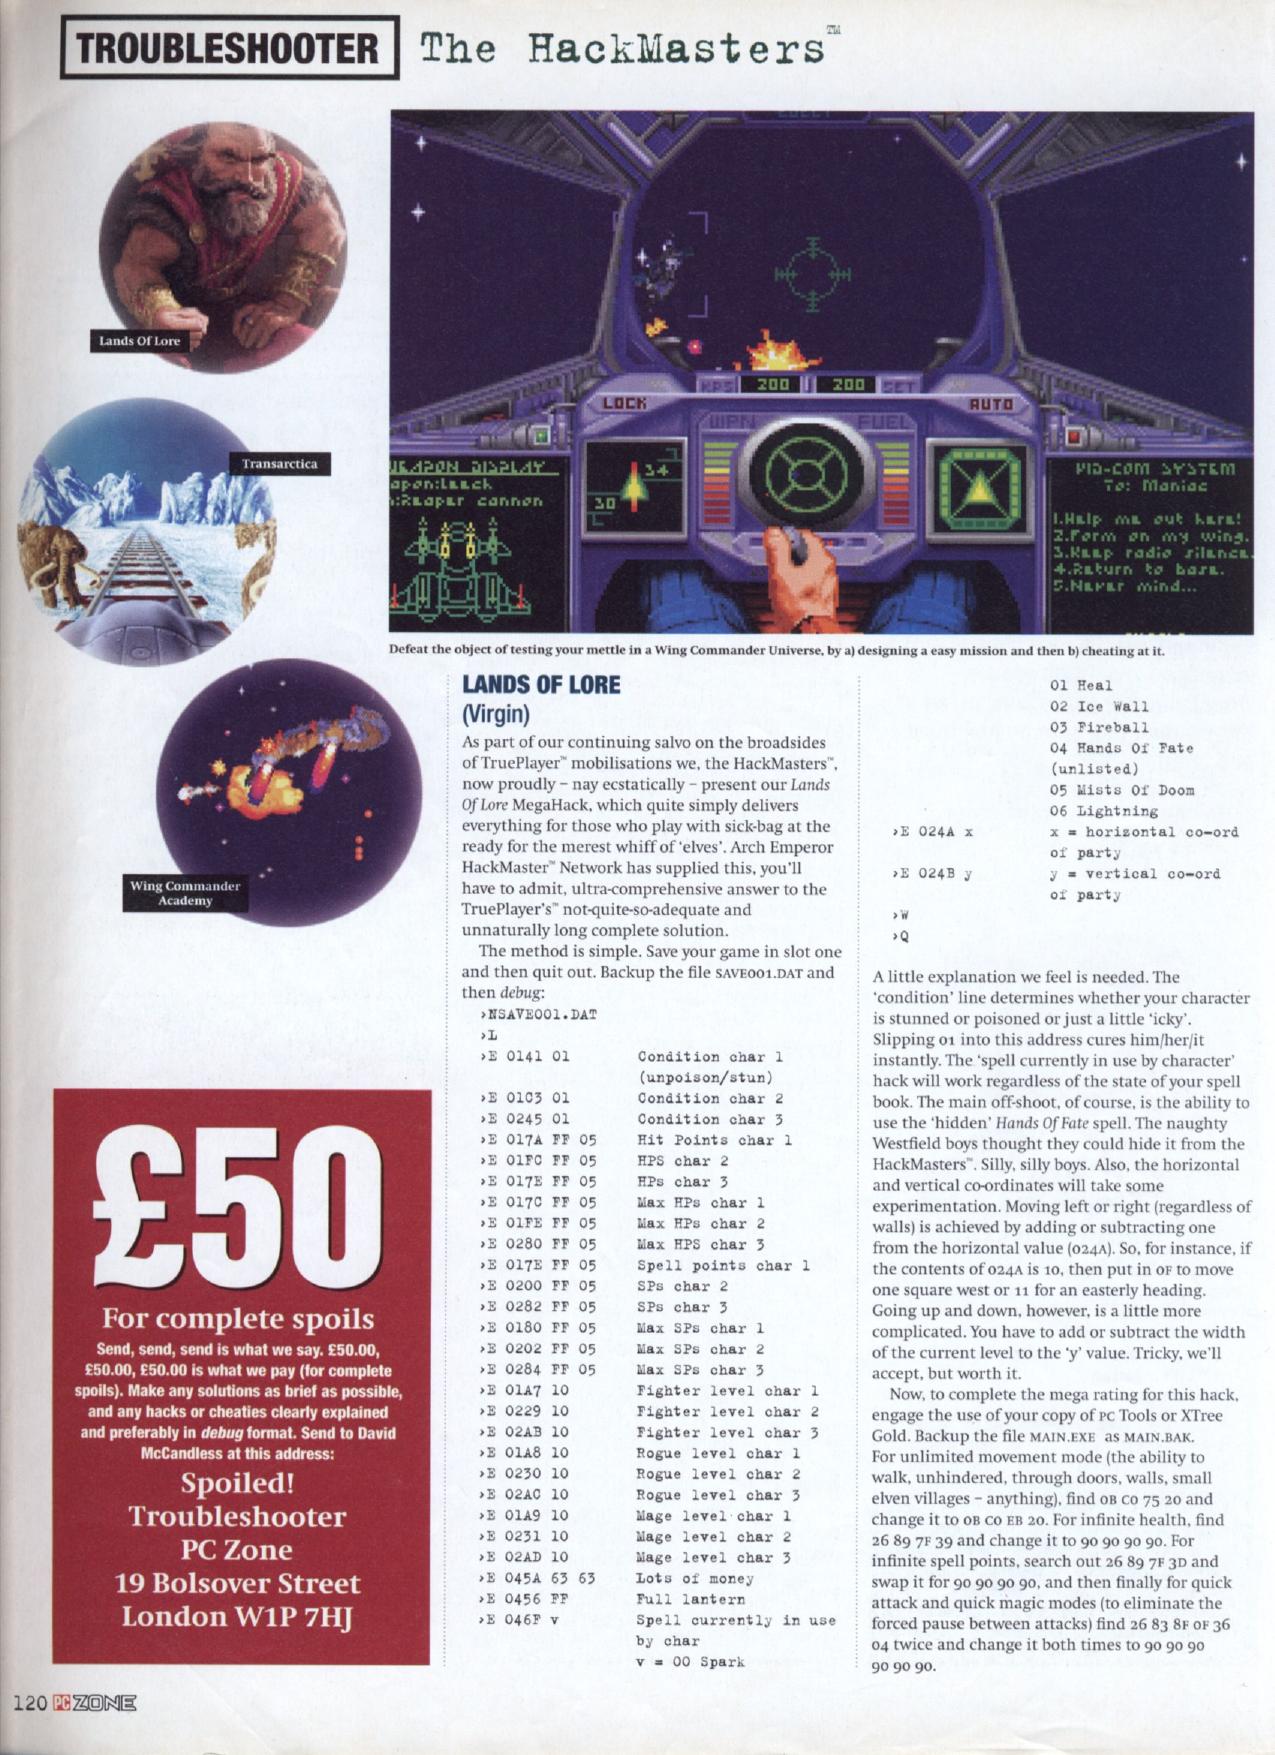 TROUBLESHOOTER The HackMasters™
Lands Of Lore
Transarctica
Wing Commander
Academy
KPS 200 200 SET
LOCK
AUTO
WPN
FUEL
WEAPON DISPLAY
apon:Leech
:Reaper cannon
34
30
VID-COM SYSTEM
To: Maniac
1.Help me out here!
2.Form on my wing.
3.Keep radio silence.
4.Return to base.
5.Never mind...
Defeat the object of testing your mettle in a Wing Commander Universe, by a) designing a easy mission and then b) cheating at it.
LANDS OF LORE
(Virgin)
As part of our continuing salvo on the broadsides
of TruePlayer™ mobilisations we, the HackMasters™,
now proudly – nay ecstatically – present our Lands
Of Lore MegaHack, which quite simply delivers
everything for those who play with sick-bag at the
ready for the merest whiff of ‘elves’. Arch Emperor
HackMaster™ Network has supplied this, you’ll
have to admit, ultra-comprehensive answer to the
TruePlayer’s™ not-quite-so-adequate and
unnaturally long complete solution.
The method is simple. Save your game in slot one
and then quit out. Backup the file SAVE001.DAT and
then debug:
>NSAVE001.DAT
>L
>E 0141 01 Condition char 1
(unpoison/stun)
>E 01C3 01 Condition char 2
>E 0245 01 Condition char 3
>E 017A FF 05 Hit Points char 1
>E 01FC FF 05 HPS char 2
>E 017E FF 05 HPs char 3
>E 017C FF 05 Max HPs char 1
>E 01FE FF 05 Max HPs char 2
>E 0280 FF 05 Max HPS char 3
>E 017E FF 05 Spell points char 1
>E 0200 FF 05 SPs char 2
>E 0282 FF 05 SPs char 3
>E 0180 FF 05 Max SPs char 1
>E 0202 FF 05 Max SPs char 2
>E 0284 FF 05 Max SPs char 3
>E 01A7 10 Fighter level char 1
>E 0229 10 Fighter level char 2
>E 02AB 10 Fighter level char 3
>E 01A8 10 Rogue level char 1
>E 0230 10 Rogue level char 2
>E 02AC 10 Rogue level char 3
>E 01A9 10 Mage level char 1
>E 0231 10 Mage level char 2
>E 02AD 10 Mage level char 3
>E 045A 63 63 Lots of money
>E 0456 FF Full lantern
>E 046F v Spell currently in use
by char
v = 00 Spark
01 Heal
02 Ice Wall
03 Fireball
04 Hands Of Fate
(unlisted)
05 Mists Of Doom
06 Lightning
>E 024A x x = horizontal co-ord
of party
>E 024B y y = vertical co-ord
of party
>W
>Q
A little explanation we feel is needed. The
‘condition’ line determines whether your character
is stunned or poisoned or just a little ‘icky’.
Slipping 01 into this address cures him/her/it
instantly. The ‘spell currently in use by character’
hack will work regardless of the state of your spell
book. The main off-shoot, of course, is the ability to
use the ‘hidden’ Hands Of Fate spell. The naughty
Westfield boys thought they could hide it from the
HackMasters™. Silly, silly boys. Also, the horizontal
and vertical co-ordinates will take some
experimentation. Moving left or right (regardless of
walls) is achieved by adding or subtracting one
from the horizontal value (024A). So, for instance, if
the contents of 024A is 10, then put in 0F to move
one square west or 11 for an easterly heading.
Going up and down, however, is a little more
complicated. You have to add or subtract the width
of the current level to the ‘y’ value. Tricky, we’ll
accept, but worth it.
Now, to complete the mega rating for this hack,
engage the use of your copy of PC Tools or XTree
Gold. Backup the file MAIN.EXE as MAIN.BAK.
For unlimited movement mode (the ability to
walk, unhindered, through doors, walls, small
elven villages – anything), find 0B C0 75 20 and
change it to 0B C0 EB 20. For infinite health, find
26 89 7F 39 and change it to 90 90 90 90. For
infinite spell points, search out 26 89 7F 3D and
swap it for 90 90 90 90, and then finally for quick
attack and quick magic modes (to eliminate the
forced pause between attacks) find 26 83 8F 0F 36
04 twice and change it both times to 90 90 90
90 90 90.
£50
For complete spoils
Send, send, send is what we say. £50.00,
£50.00, £50.00 is what we pay (for complete
spoils). Make any solutions as brief as possible,
and any hacks or cheaties clearly explained
and preferably in debug format. Send to David
McCandless at this address:
Spoiled!
Troubleshooter
PC Zone
19 Bolsover Street
London W1P 7HJ
120 PC ZONE